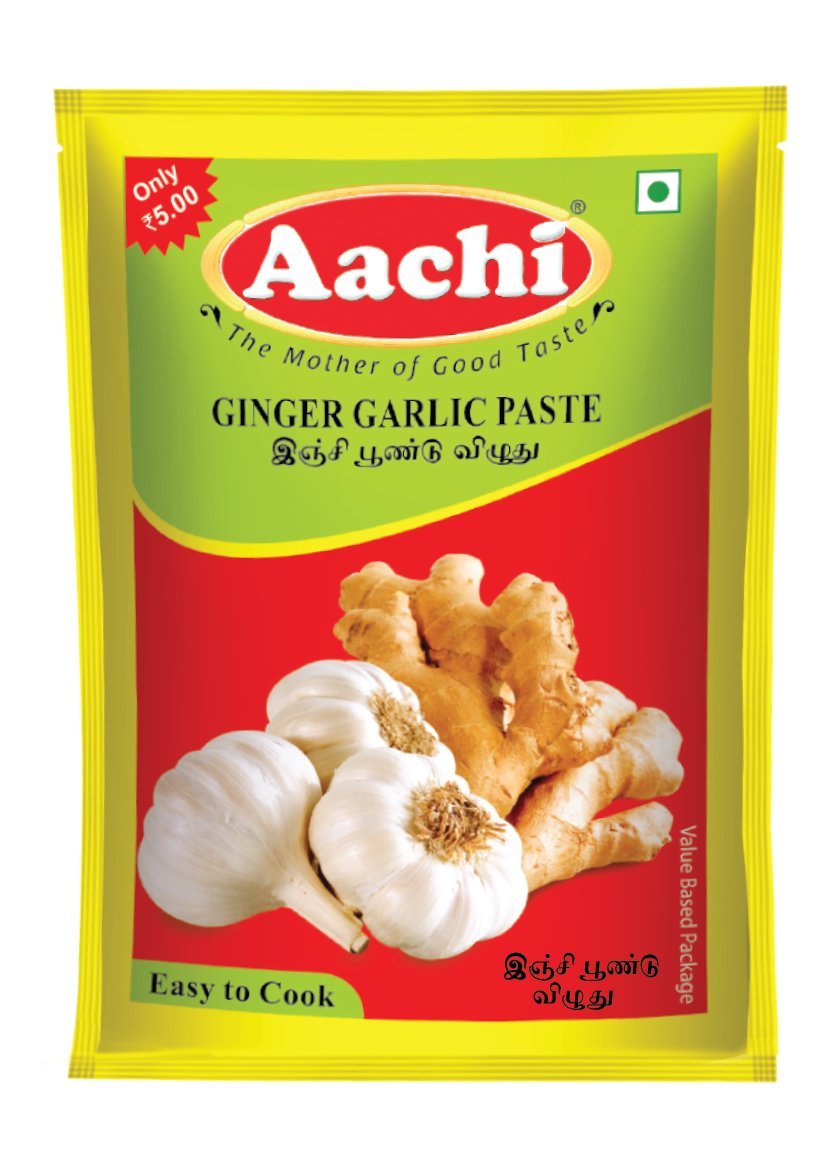 Only
₹5.00
Aachi®
The Mother of Good Taste
GINGER GARLIC PASTE
இஞ்சி பூண்டு விழுது
Value Based Package
இஞ்சி பூண்டு
விழுது
Easy to Cook